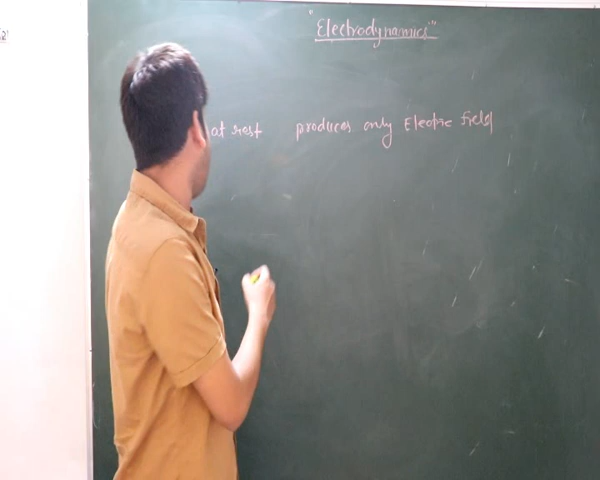 "Electrodynamics"
at rest produces only Electric field